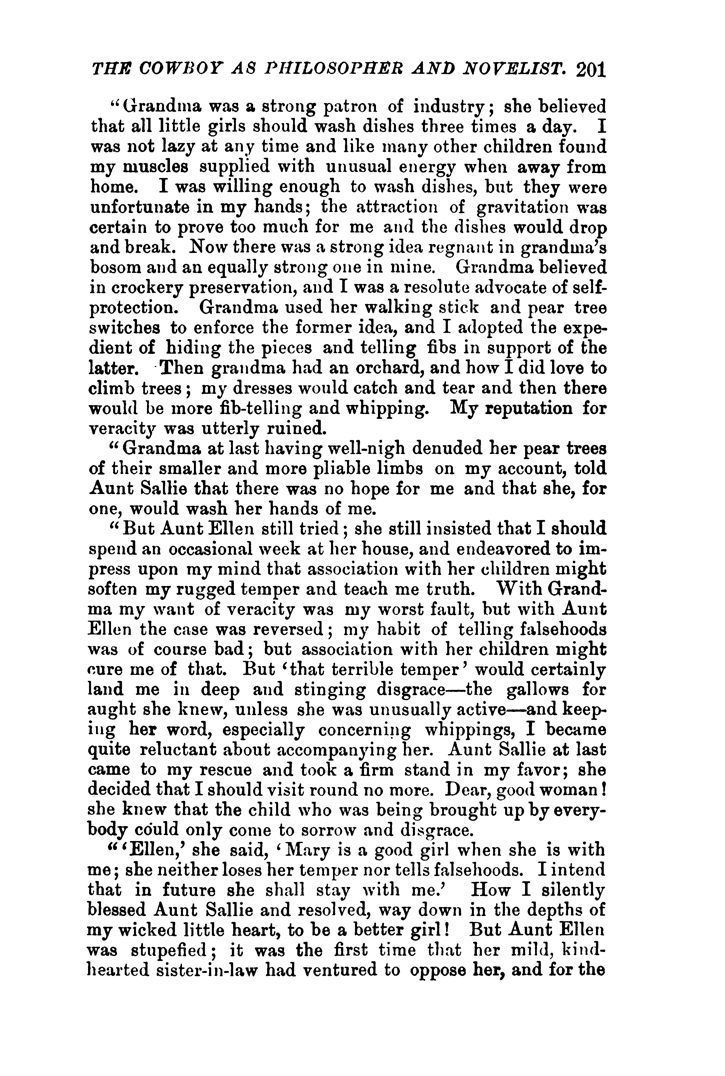 THE COWBOY AS PHILOSOPHER AND NOVELIST. 201
“Grandma was a strong patron of industry; she believed
that all little girls should wash dishes three times a day. I
was not lazy at any time and like many other children found
my muscles supplied with unusual energy when away from
home. I was willing enough to wash dishes, but they were
unfortunate in my hands; the attraction of gravitation was
certain to prove too much for me and the dishes would drop
and break. Now there was a strong idea regnant in grandma's
bosom and an equally strong one in mine. Grandma believed
in crockery preservation, and I was a resolute advocate of self-
protection. Grandma used her walking stick and pear tree
switches to enforce the former idea, and I adopted the expe-
dient of hiding the pieces and telling fibs in support of the
latter. Then grandma had an orchard, and how I did love to
climb trees; my dresses would catch and tear and then there
would be more fib-telling and whipping. My reputation for
veracity was utterly ruined.
“Grandma at last having well-nigh denuded her pear trees
of their smaller and more pliable limbs on my account, told
Aunt Sallie that there was no hope for me and that she, for
one, would wash her hands of me.
“But Aunt Ellen still tried; she still insisted that I should
spend an occasional week at her house, and endeavored to im-
press upon my mind that association with her children might
soften my rugged temper and teach me truth. With Grand-
ma my want of veracity was my worst fault, but with Aunt
Ellen the case was reversed; my habit of telling falsehoods
was of course bad; but association with her children might
cure me of that. But ‘that terrible temper’ would certainly
land me in deep and stinging disgrace—the gallows for
aught she knew, unless she was unusually active—and keep-
ing her word, especially concerning whippings, I became
quite reluctant about accompanying her. Aunt Sallie at last
came to my rescue and took a firm stand in my favor; she
decided that I should visit round no more. Dear, good woman!
she knew that the child who was being brought up by every-
body could only come to sorrow and disgrace.
“‘Ellen,’ she said, ‘Mary is a good girl when she is with
me; she neither loses her temper nor tells falsehoods. I intend
that in future she shall stay with me.’ How I silently
blessed Aunt Sallie and resolved, way down in the depths of
my wicked little heart, to be a better girl! But Aunt Ellen
was stupefied; it was the first time that her mild, kind-
hearted sister-in-law had ventured to oppose her, and for the